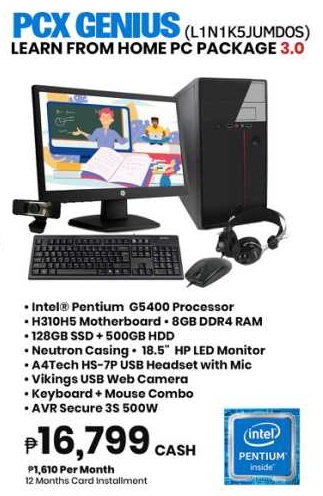 PCX GENIUS (L1N1K5JUMDOS)
LEARN FROM HOME PC PACKAGE 3.0
• Intel® Pentium G5400 Processor
• H310H5 Motherboard • 8GB DDR4 RAM
• 128GB SSD + 500GB HDD
• Neutron Casing • 18.5" HP LED Monitor
• A4Tech HS-7P USB Headset with Mic
• Vikings USB Web Camera
• Keyboard + Mouse Combo
• AVR Secure 3S 500W
₱16,799 CASH
₱1,610 Per Month
12 Months Card Installment
intel
PENTIUM®
inside™